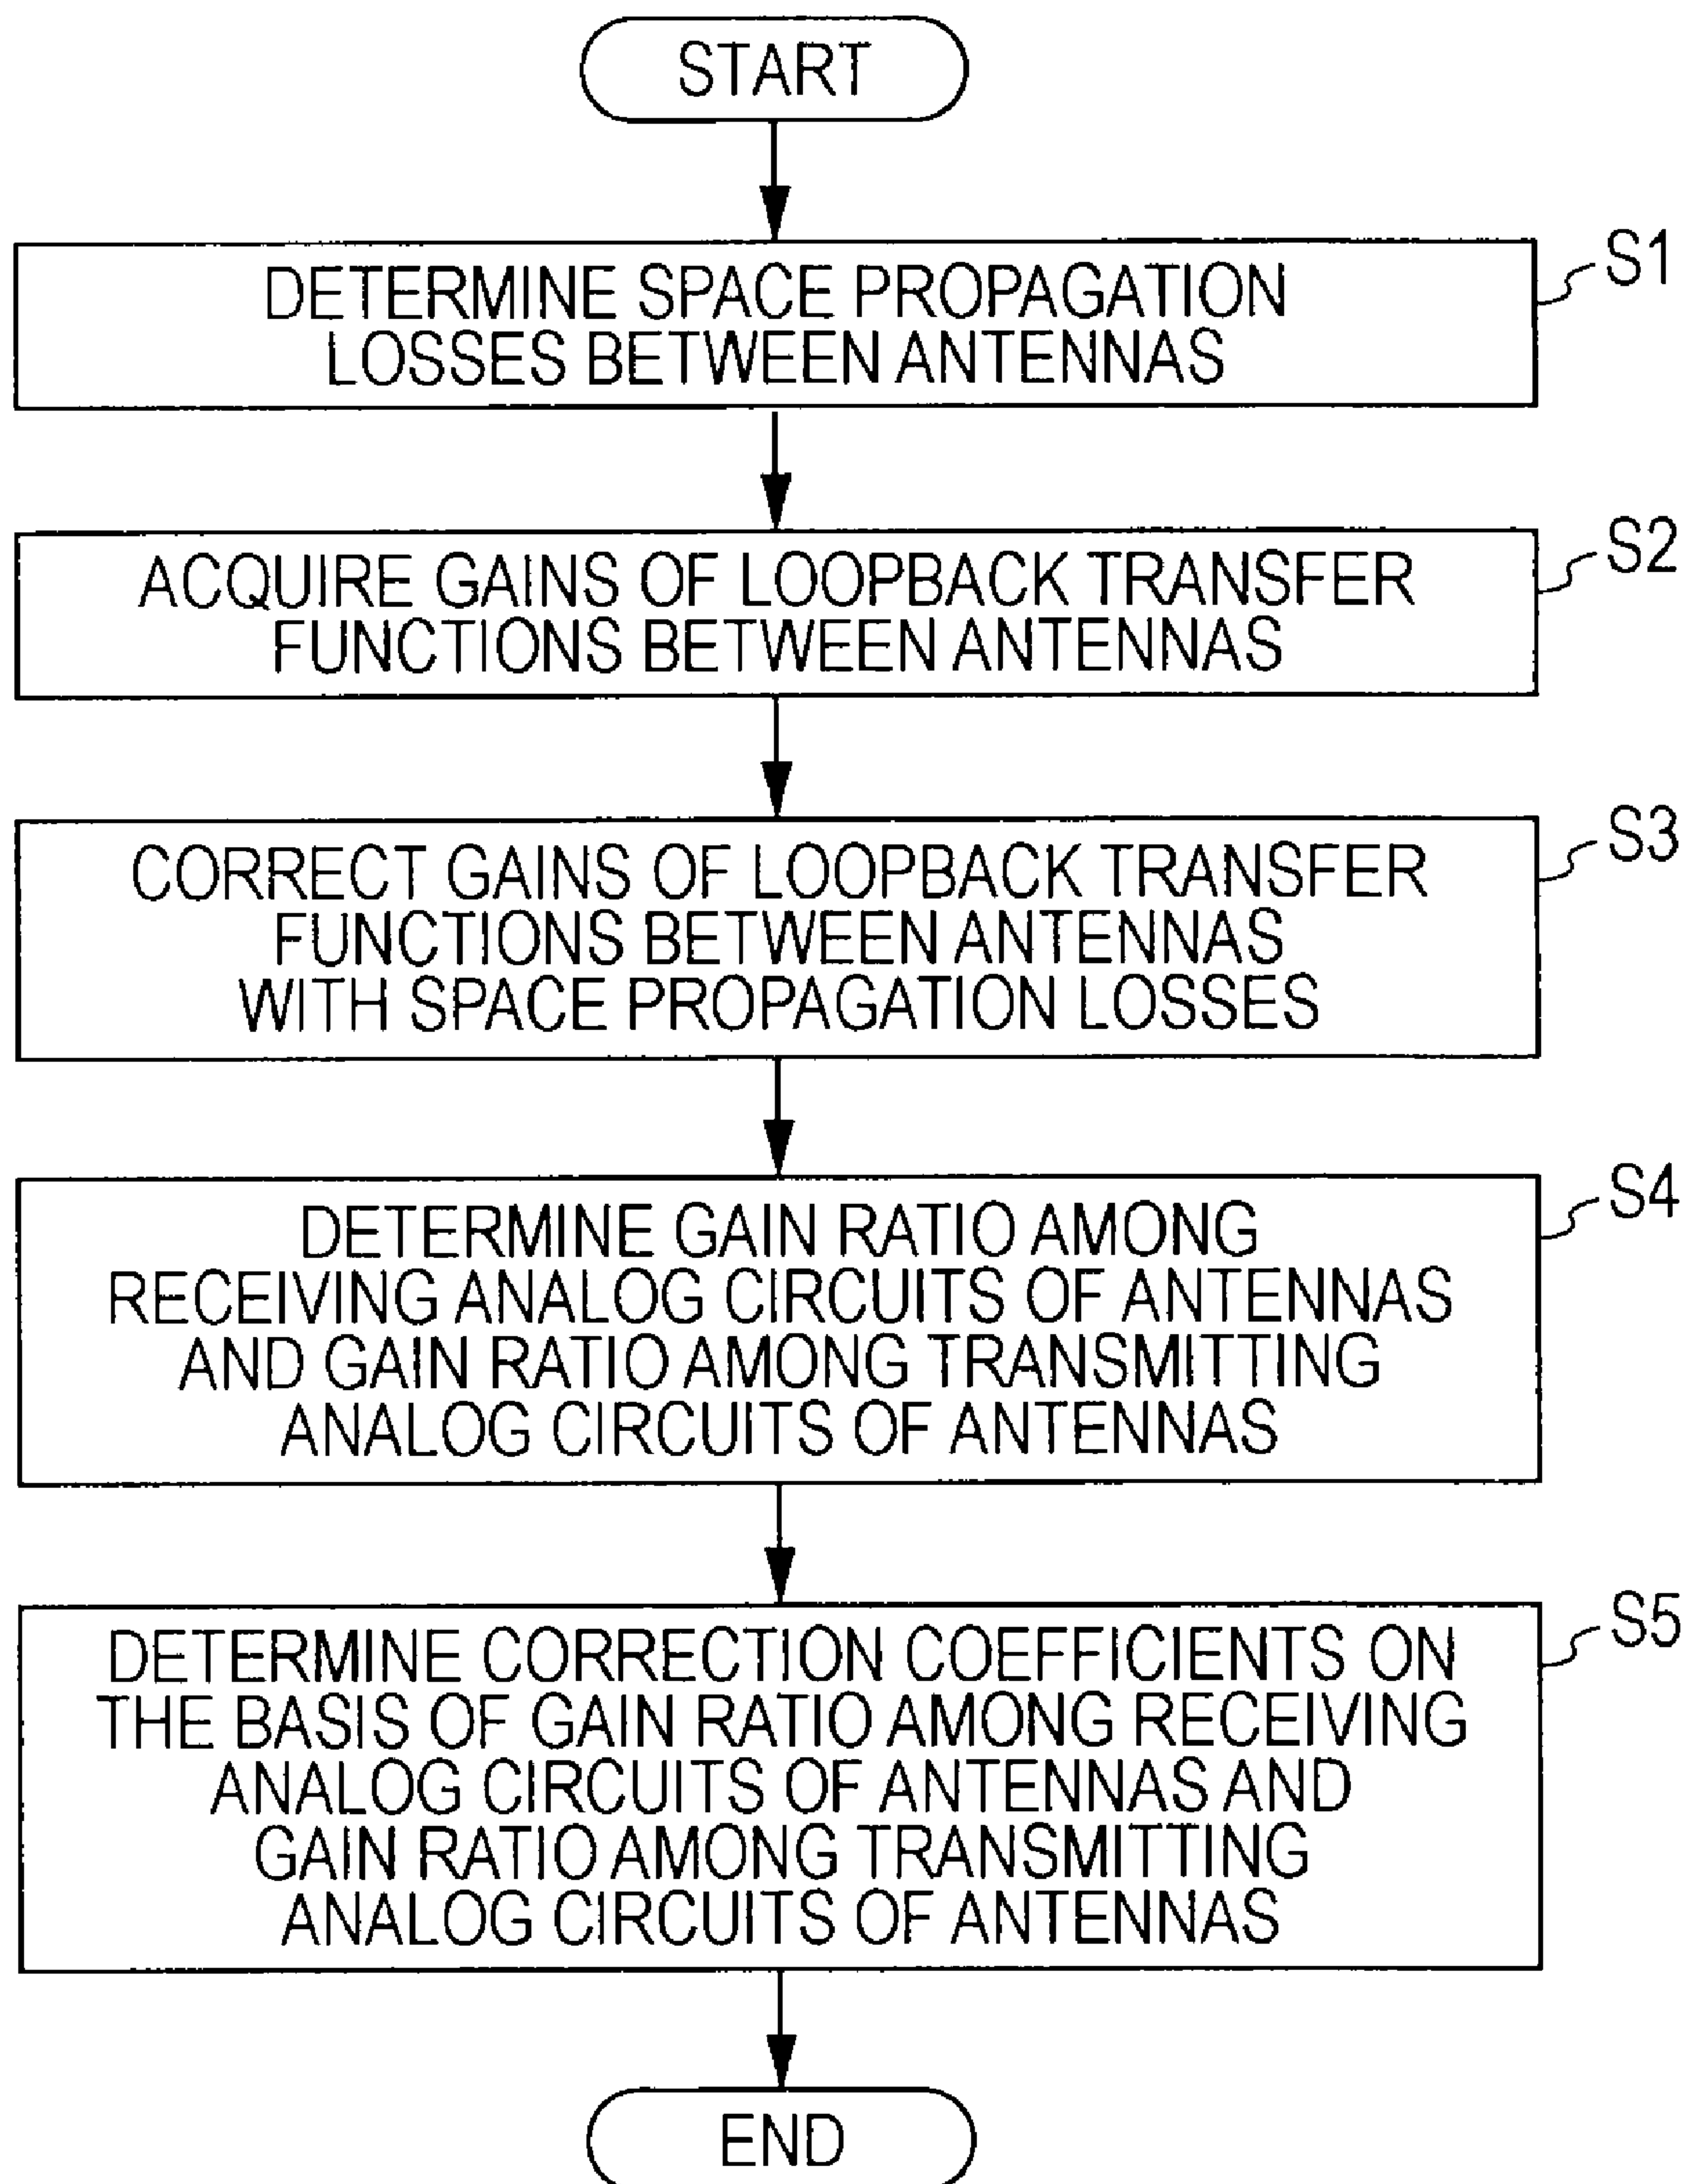 START
DETERMINE SPACE PROPAGATION
LOSSES BETWEEN ANTENNAS
S1
ACQUIRE GAINS OF LOOPBACK TRANSFER
FUNCTIONS BETWEEN ANTENNAS
S2
CORRECT GAINS OF LOOPBACK TRANSFER
FUNCTIONS BETWEEN ANTENNAS
WITH SPACE PROPAGATION LOSSES
S3
DETERMINE GAIN RATIO AMONG
RECEIVING ANALOG CIRCUITS OF ANTENNAS
AND GAIN RATIO AMONG TRANSMITTING
ANALOG CIRCUITS OF ANTENNAS
S4
DETERMINE CORRECTION COEFFICIENTS ON
THE BASIS OF GAIN RATIO AMONG RECEIVING
ANALOG CIRCUITS OF ANTENNAS AND
GAIN RATIO AMONG TRANSMITTING
ANALOG CIRCUITS OF ANTENNAS
S5
END